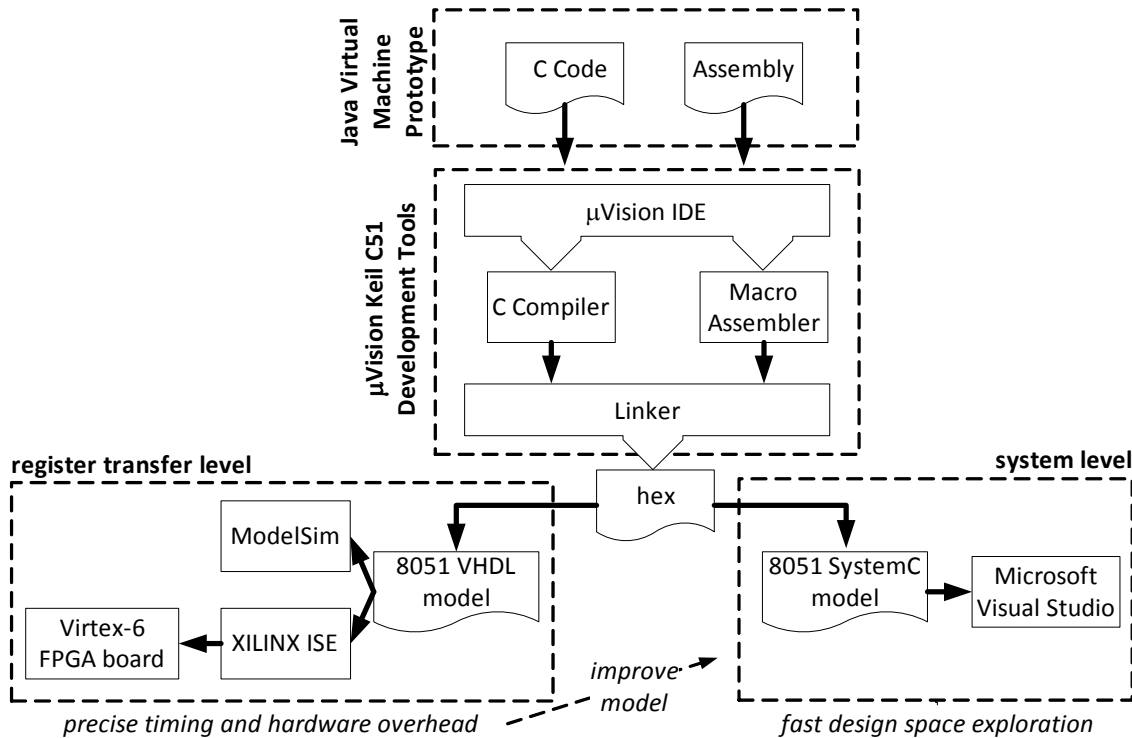 Java Virtual
Machine
Prototype
C Code
Assembly
μVision Keil C51
Development Tools
μVision IDE
C Compiler
Macro
Assembler
Linker
hex
register transfer level
ModelSim
8051 VHDL
model
Virtex-6
FPGA board
XILINX ISE
precise timing and hardware overhead
improve
model
system level
8051 SystemC
model
Microsoft
Visual Studio
fast design space exploration